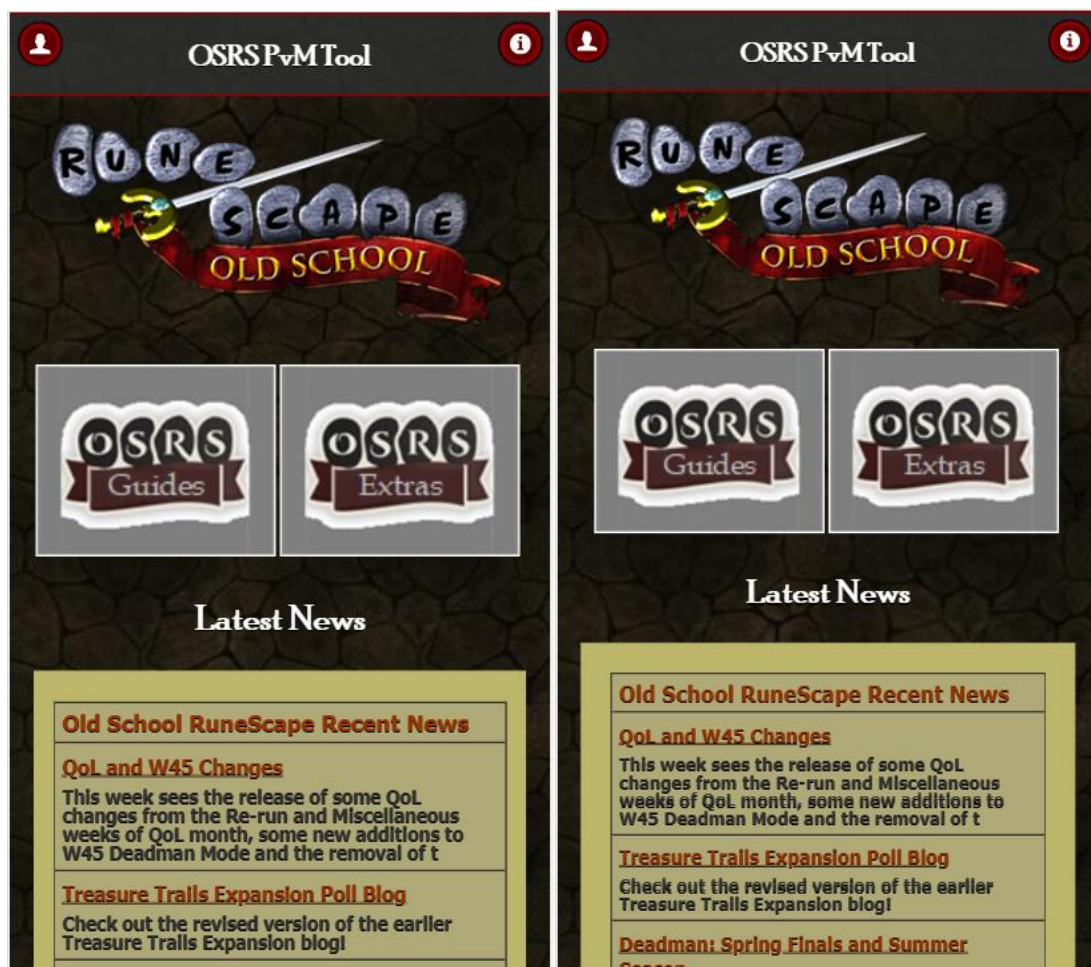 OSRS PvM Tool
RUNE
SCAPE
OLD SCHOOL
OSRS
Guides
OSRS
Extras
Latest News
Old School RuneScape Recent News
QoL and W45 Changes
This week sees the release of some QoL
changes from the Re-run and Miscellaneous
weeks of QoL month, some new additions to
W45 Deadman Mode and the removal of t
Treasure Trails Expansion Poll Blog
Check out the revised version of the earlier
Treasure Trails Expansion blog!
OSRS PvM Tool
RUNE
SCAPE
OLD SCHOOL
OSRS
Guides
OSRS
Extras
Latest News
Old School RuneScape Recent News
QoL and W45 Changes
This week sees the release of some QoL
changes from the Re-run and Miscellaneous
weeks of QoL month, some new additions to
W45 Deadman Mode and the removal of t
Treasure Trails Expansion Poll Blog
Check out the revised version of the earlier
Treasure Trails Expansion blog!
Deadman: Spring Finals and Summer